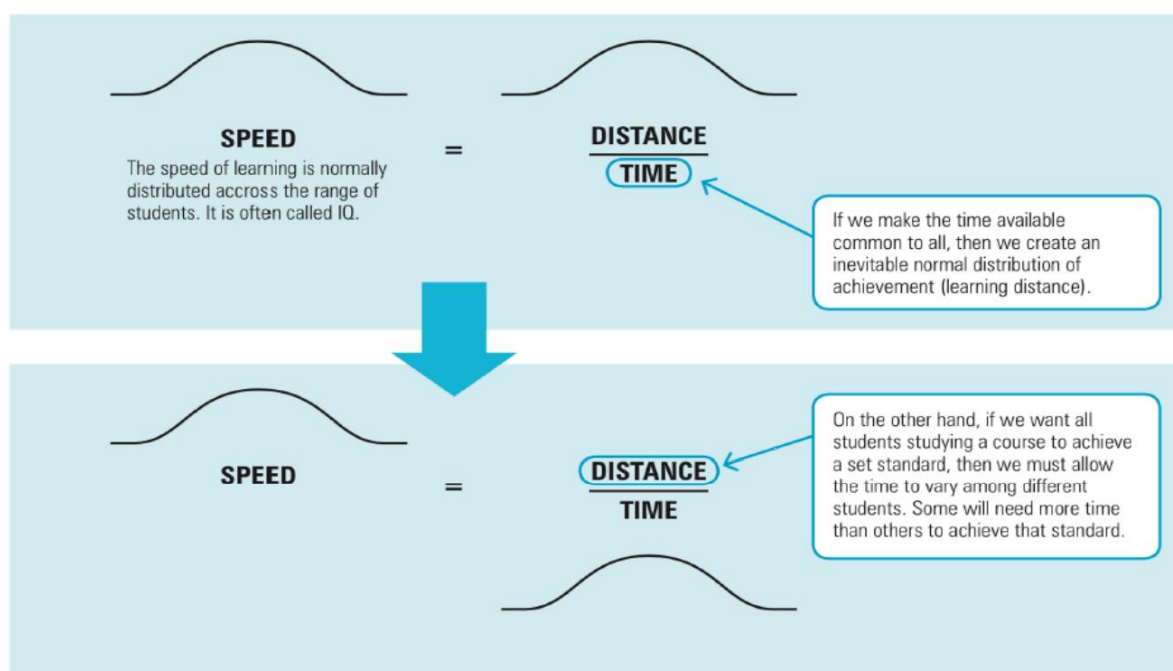 SPEED
The speed of learning is normally
distributed accross the range of
students. It is often called IQ.
=
DISTANCE
TIME
If we make the time available
common to all, then we create an
inevitable normal distribution of
achievement (learning distance).
SPEED
=
DISTANCE
TIME
On the other hand, if we want all
students studying a course to achieve
a set standard, then we must allow
the time to vary among different
students. Some will need more time
than others to achieve that standard.